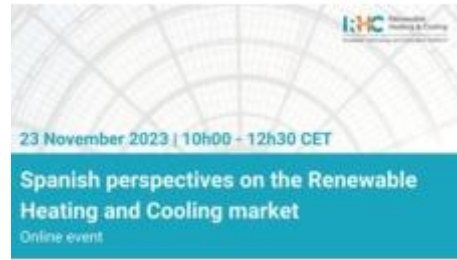 RHC Renewable
Heating & Cooling
23 November 2023 | 10h00 - 12h30 CET
Spanish perspectives on the Renewable
Heating and Cooling market
Online event